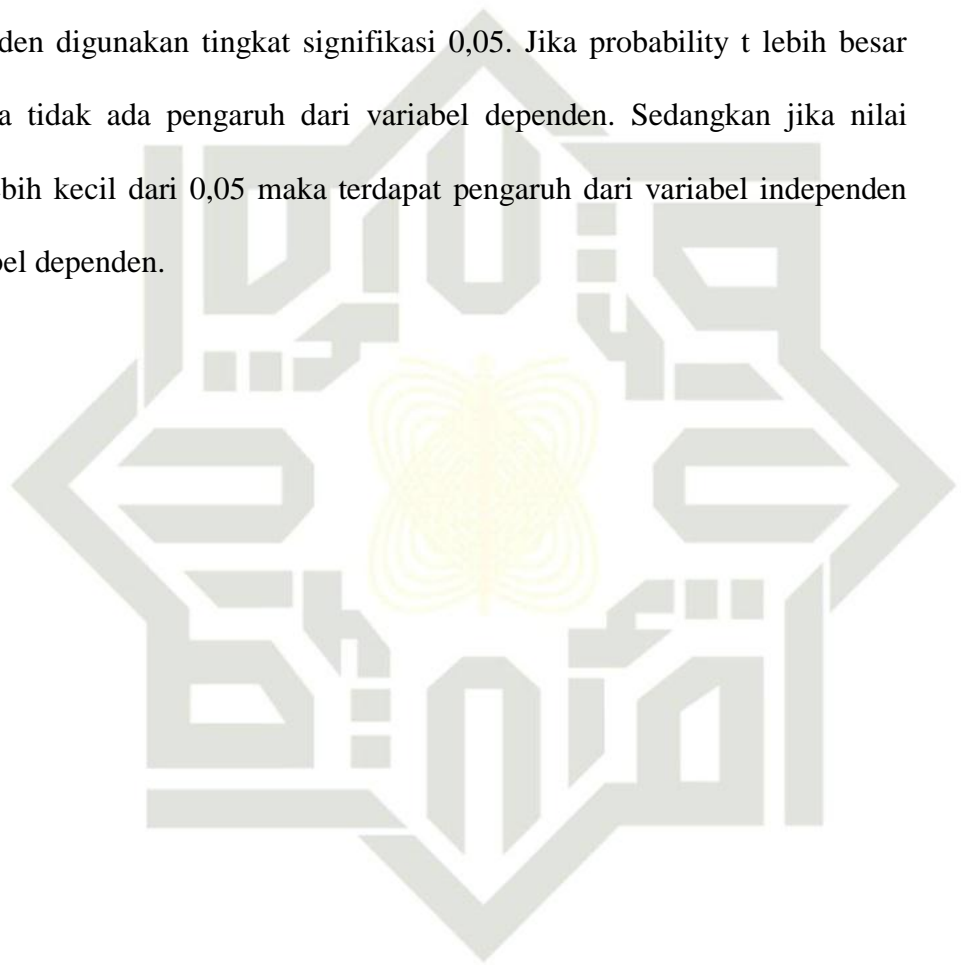 den digunakan tingkat signifikasi 0,05. Jika probability t lebih besar
a tidak ada pengaruh dari variabel dependen. Sedangkan jika nilai
bih kecil dari 0,05 maka terdapat pengaruh dari variabel independen
bel dependen.